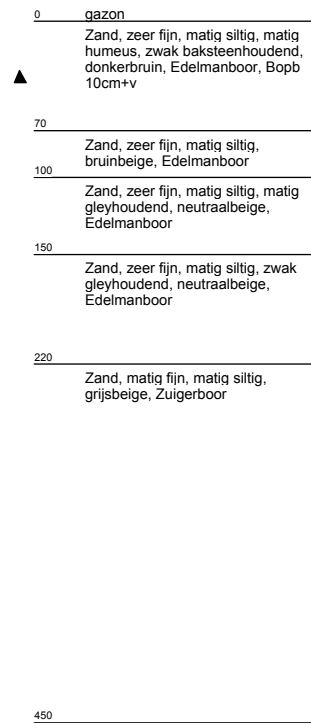 0 gazon
Zand, zeer fijn, matig siltig, matig
humeus, zwak baksteenhoudend,
donkerbruin, Edelmanboor, Bopb
10cm+v
70
Zand, zeer fijn, matig siltig,
bruinbeige, Edelmanboor
100
Zand, zeer fijn, matig siltig, matig
gleyhoudend, neutraalbeige,
Edelmanboor
150
Zand, zeer fijn, matig siltig, zwak
gleyhoudend, neutraalbeige,
Edelmanboor
220
Zand, matig fijn, matig siltig,
grijsbeige, Zuigerboor
450